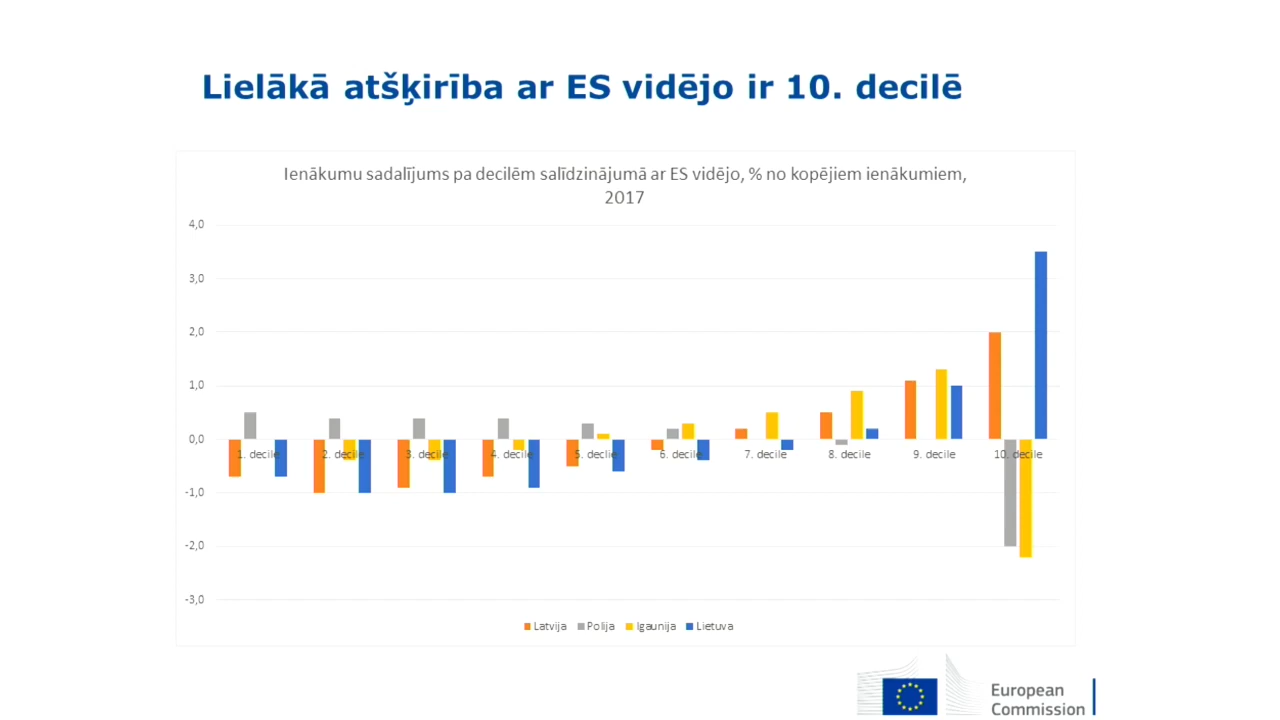 Lielākā atšķirība ar ES vidējo ir 10. decilē
Ienākumu sadalījums pa decilēm salīdzinājumā ar ES vidējo, % no kopējiem ienākumiem,
2017
4,0
3,0
2,0
1,0
0,0
-1,0
-2,0
-3,0
1. decile 2. decile 3. decile 4. decile 5. declie 6. decile 7. decile 8. decile 9. decile 10. decile
Latvija Polija Igaunija Lietuva
European
Commission